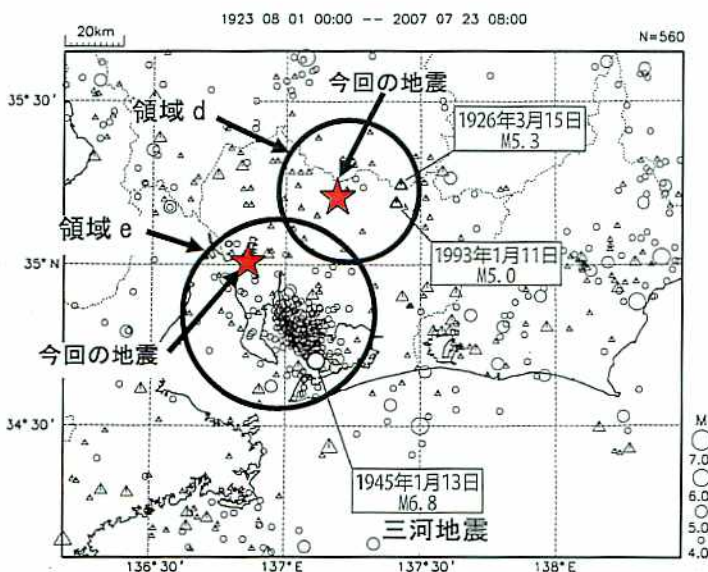 1923 08 01 00:00 -- 2007 07 23 08:00
20km
N=560
今回の地震
35°30'
領域d
1926年3月15日
M5.3
領域e
1993年1月11日
M5.0
35°N
今回の地震
34°30'
1945年1月13日
M6.8
三河地震
M
7.0
6.0
5.0
4.0
136°30'
137°E
137°30'
138°E